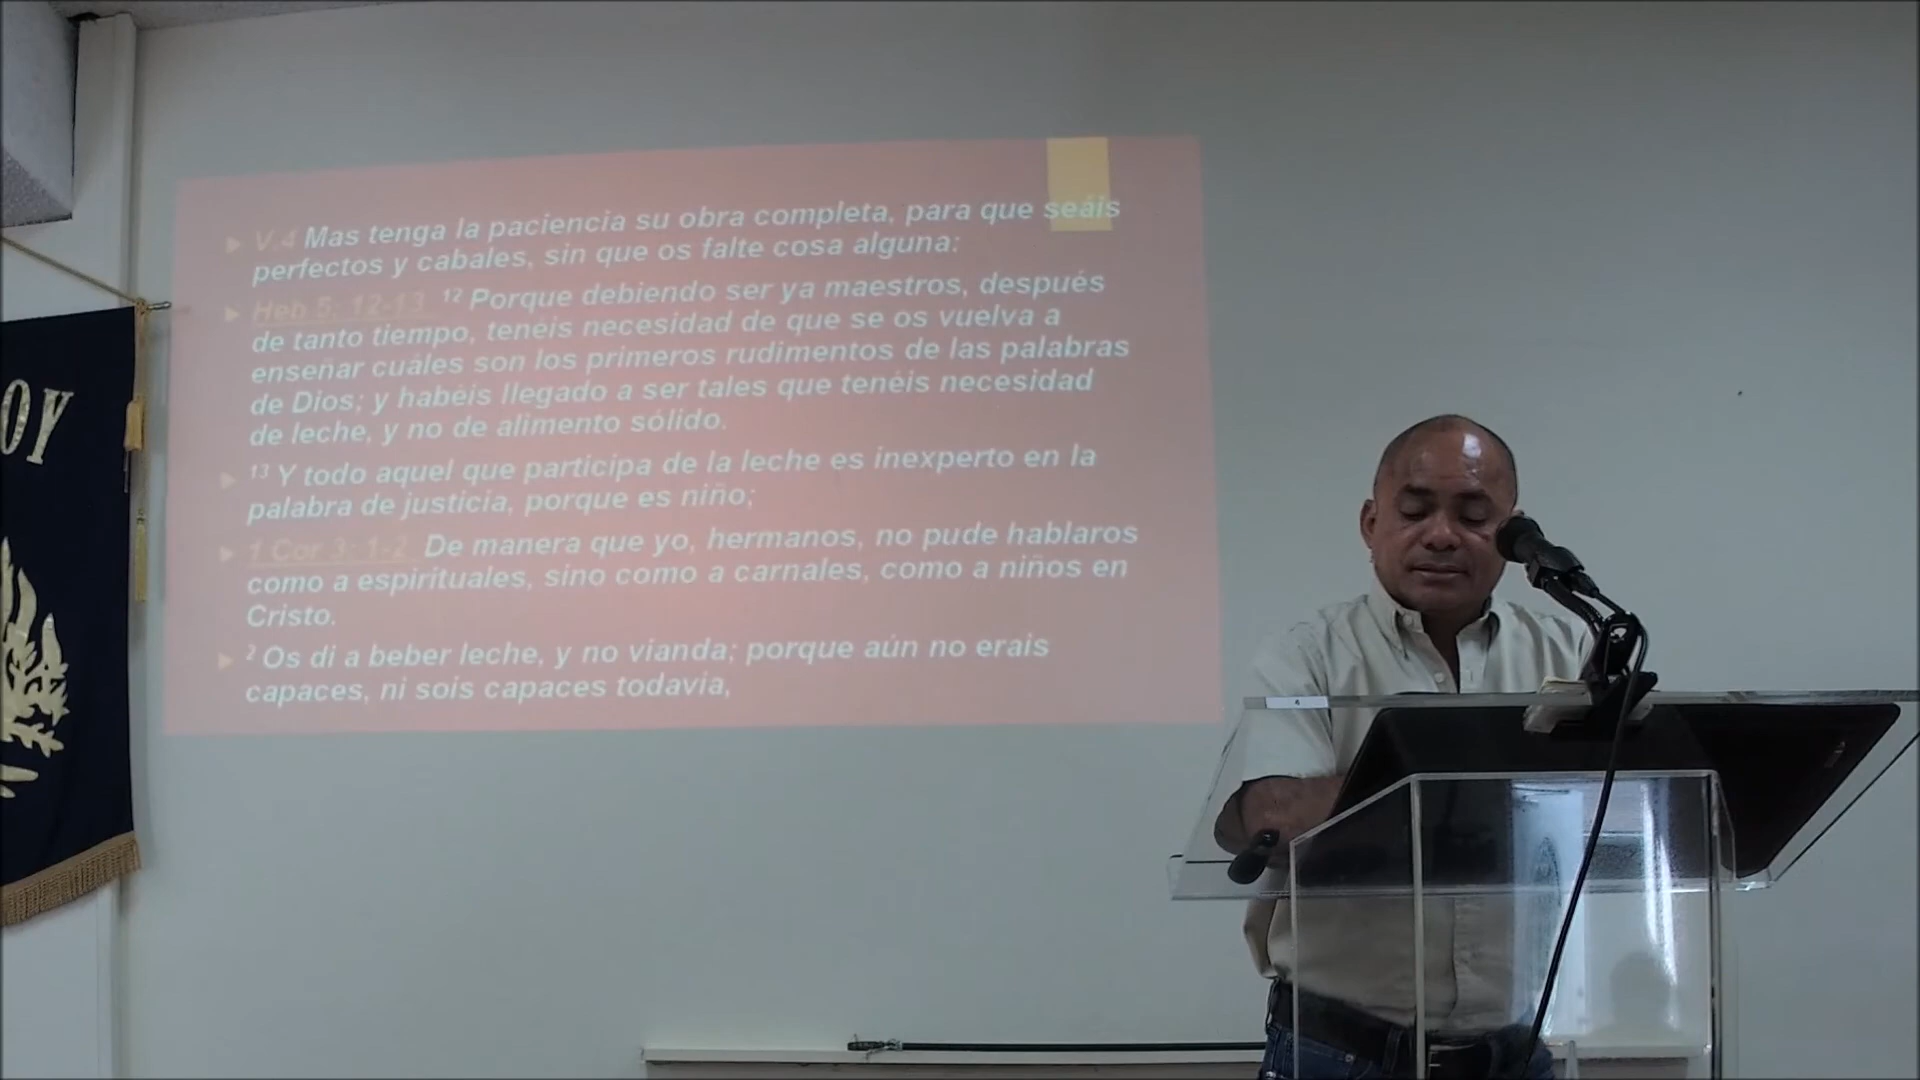 V.4 Mas tenga la paciencia su obra completa, para que seáis
perfectos y cabales, sin que os falte cosa alguna:
Heb 5: 12-13 12 Porque debiendo ser ya maestros, después
de tanto tiempo, tenéis necesidad de que se os vuelva a
enseñar cuáles son los primeros rudimentos de las palabras
de Dios; y habéis llegado a ser tales que tenéis necesidad
de leche, y no de alimento sólido.
13 Y todo aquel que participa de la leche es inexperto en la
palabra de justicia, porque es niño;
1 Cor 3: 1-2 De manera que yo, hermanos, no pude hablaros
como a espirituales, sino como a carnales, como a niños en
Cristo.
2 Os di a beber leche, y no vianda; porque aún no erais
capaces, ni sois capaces todavía,
OY